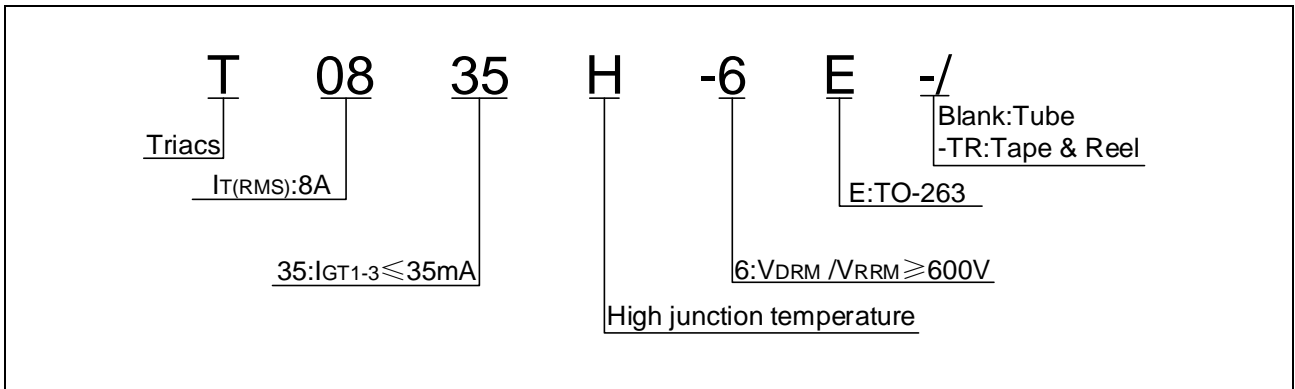 T 08 35 H -6 E -/
Blank:Tube
Triacs
-TR:Tape & Reel
IT(RMS):8A
E:TO-263
35:IGT1-3≤35mA
6:VDRM /VRRM≥600V
High junction temperature